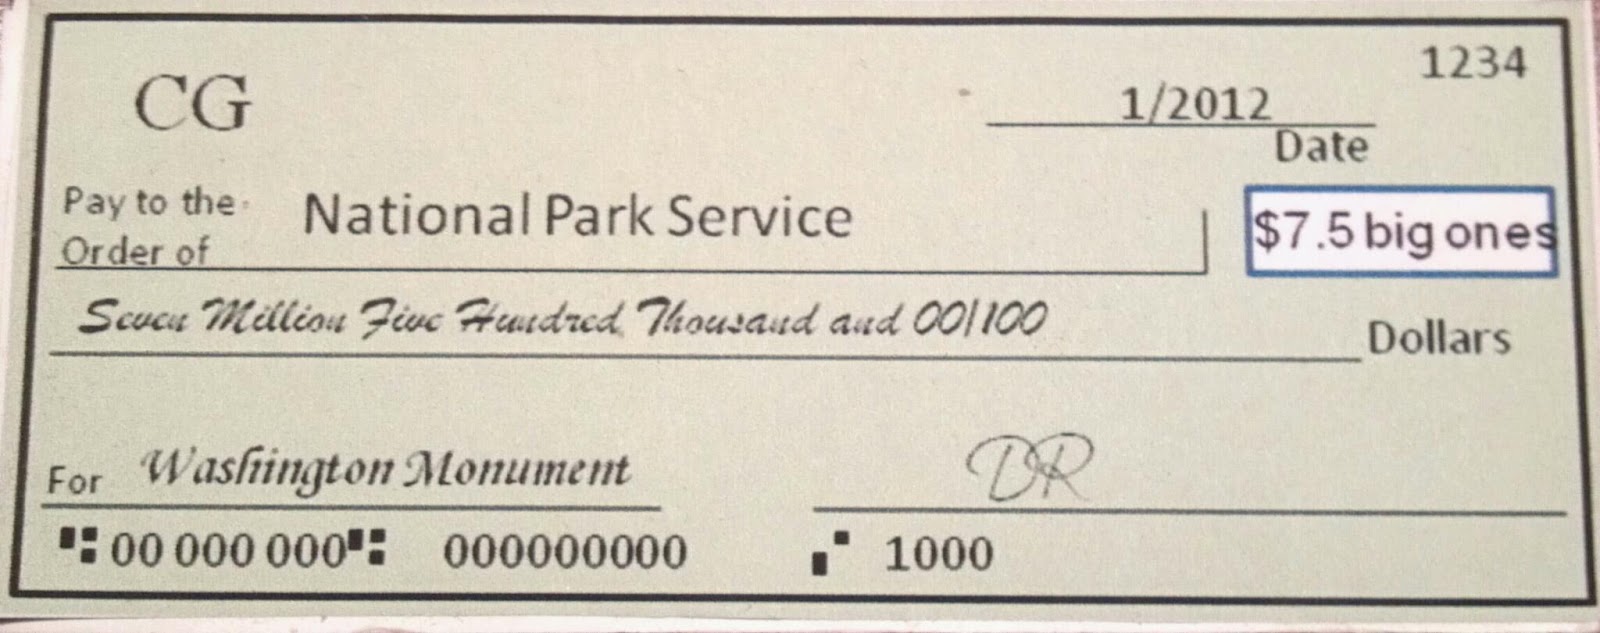 1234
CG
1/2012
Date
Pay to the
Order of
National Park Service
$7.5 big ones
Seven Million Five Hundred Thousand and 00/100
Dollars
For Washington Monument
DR
⑆00 000 000⑆ 000000000 ⑈ 1000